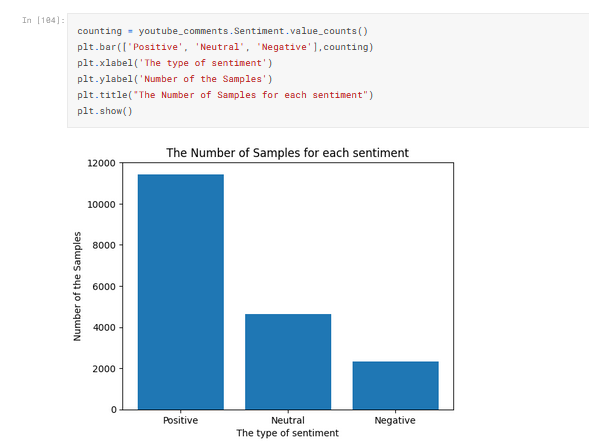 In [104]:
counting = youtube_comments.Sentiment.value_counts()
plt.bar(['Positive', 'Neutral', 'Negative'],counting)
plt.xlabel('The type of sentiment')
plt.ylabel('Number of the Samples')
plt.title("The Number of Samples for each sentiment")
plt.show()
The Number of Samples for each sentiment
12000
10000
8000
6000
4000
2000
0
Number of the Samples
Positive Neutral Negative
The type of sentiment